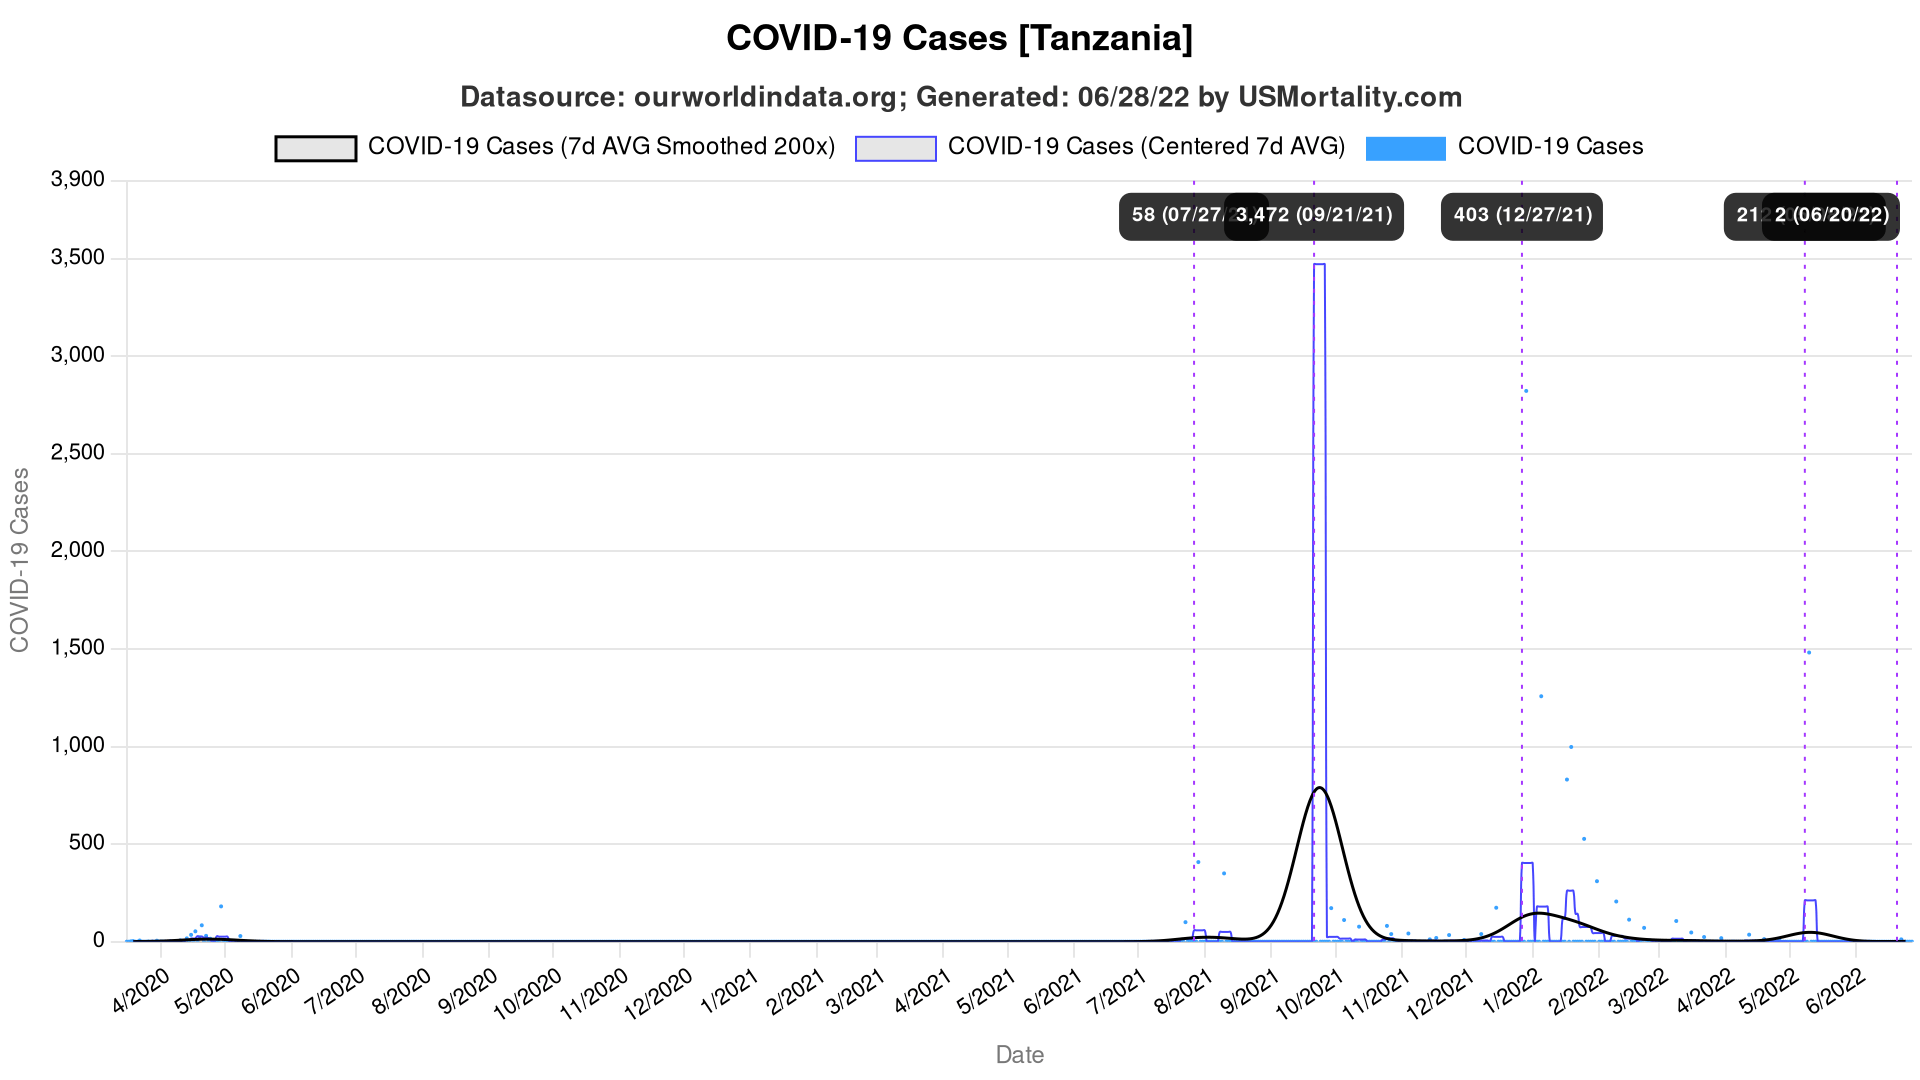 COVID-19 Cases [Tanzania]
Datasource: ourworldindata.org; Generated: 06/28/22 by USMortality.com
COVID-19 Cases (7d AVG Smoothed 200x) COVID-19 Cases (Centered 7d AVG) COVID-19 Cases
58 (07/27/ 3,472 (09/21/21) 403 (12/27/21) 212 2 (06/20/22)
3,900
3,500
3,000
2,500
2,000
1,500
1,000
500
0
COVID-19 Cases
4/2020 5/2020 6/2020 7/2020 8/2020 9/2020 10/2020 11/2020 12/2020 1/2021 2/2021 3/2021 4/2021 5/2021 6/2021 7/2021 8/2021 9/2021 10/2021 11/2021 12/2021 1/2022 2/2022 3/2022 4/2022 5/2022 6/2022
Date